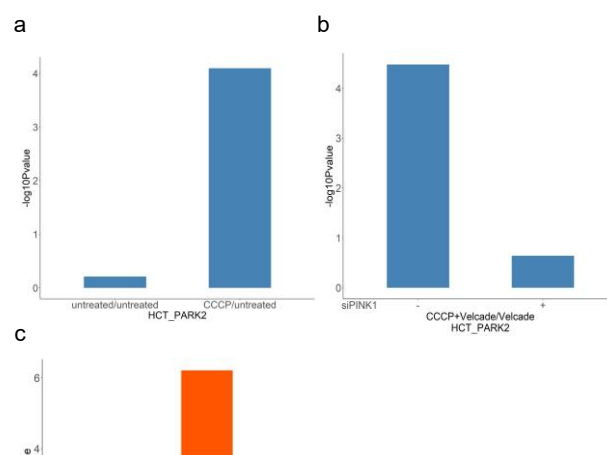 a
4
3
2
1
0
-log10Pvalue
untreated/untreated CCCP/untreated
HCT_PARK2
b
4
3
2
1
0
-log10Pvalue
siPINK1 - +
CCCP+Velcade/Velcade
HCT_PARK2
c
6
4
e